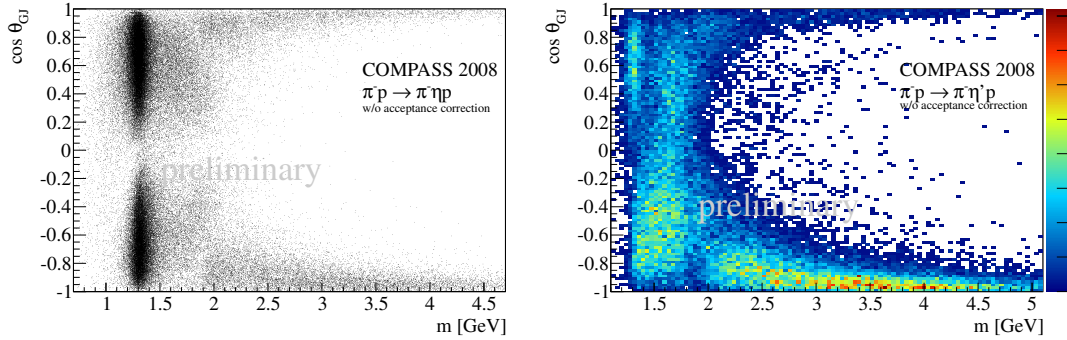 cos θGJ
1
0.8
0.6
0.4
0.2
0
-0.2
-0.4
-0.6
-0.8
-1
COMPASS 2008
π⁻p → π⁻ηp
w/o acceptance correction
preliminary
1 1.5 2 2.5 3 3.5 4 4.5
m [GeV]
cos θGJ
1
0.8
0.6
0.4
0.2
0
-0.2
-0.4
-0.6
-0.8
-1
COMPASS 2008
π⁻p → π⁻η'p
w/o acceptance correction
preliminary
1.5 2 2.5 3 3.5 4 4.5 5
m [GeV]